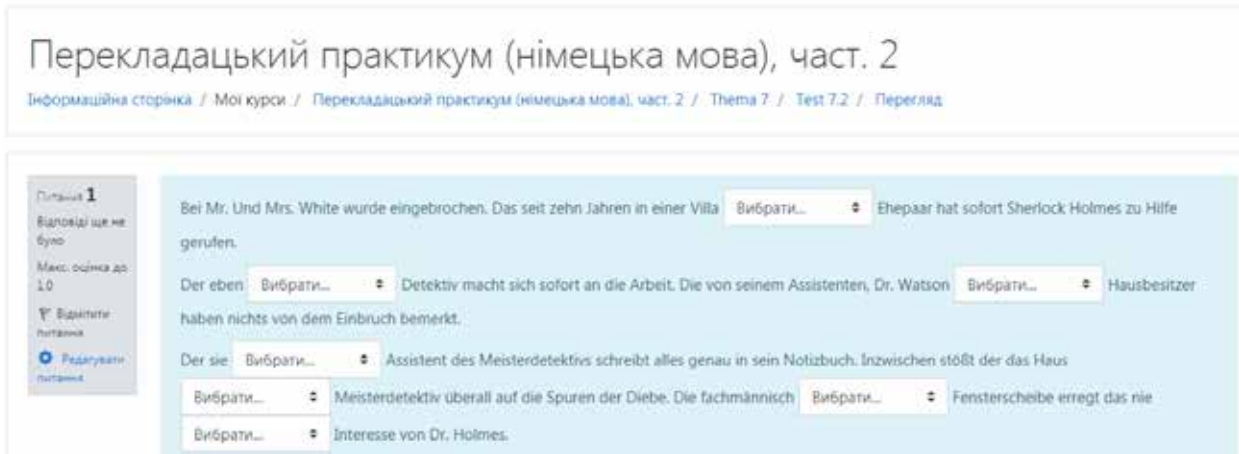 Перекладацький практикум (німецька мова), част. 2
Інформаційна сторінка / Мої курси / Перекладацький практикум (німецька мова), част. 2 / Thema 7 / Test 7.2 / Перегляд
Питання 1
Відповіді ще не
було
Макс. оцінка до
1.0
Відмітити
питання
Редагувати
питання
Bei Mr. Und Mrs. White wurde eingebrochen. Das seit zehn Jahren in einer Villa Вибрати... Ehepaar hat sofort Sherlock Holmes zu Hilfe
gerufen.
Der eben Вибрати... Detektiv macht sich sofort an die Arbeit. Die von seinem Assistenten, Dr. Watson Вибрати... Hausbesitzer
haben nichts von dem Einbruch bemerkt.
Der sie Вибрати... Assistent des Meisterdetektivs schreibt alles genau in sein Notizbuch. Inzwischen stößt der das Haus
Вибрати... Meisterdetektiv überall auf die Spuren der Diebe. Die fachmännisch Вибрати... Fensterscheibe erregt das nie
Вибрати... Interesse von Dr. Holmes.